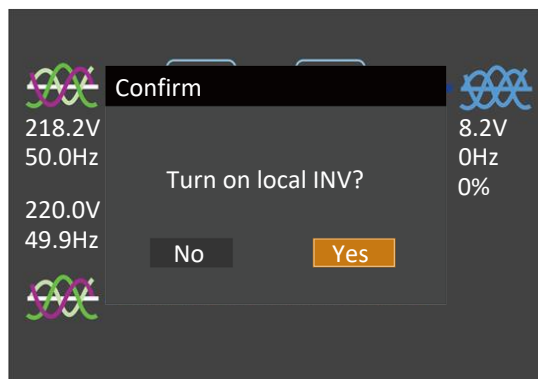 Confirm
218.2V
50.0Hz
220.0V
49.9Hz
Turn on local INV?
No
Yes
8.2V
0Hz
0%